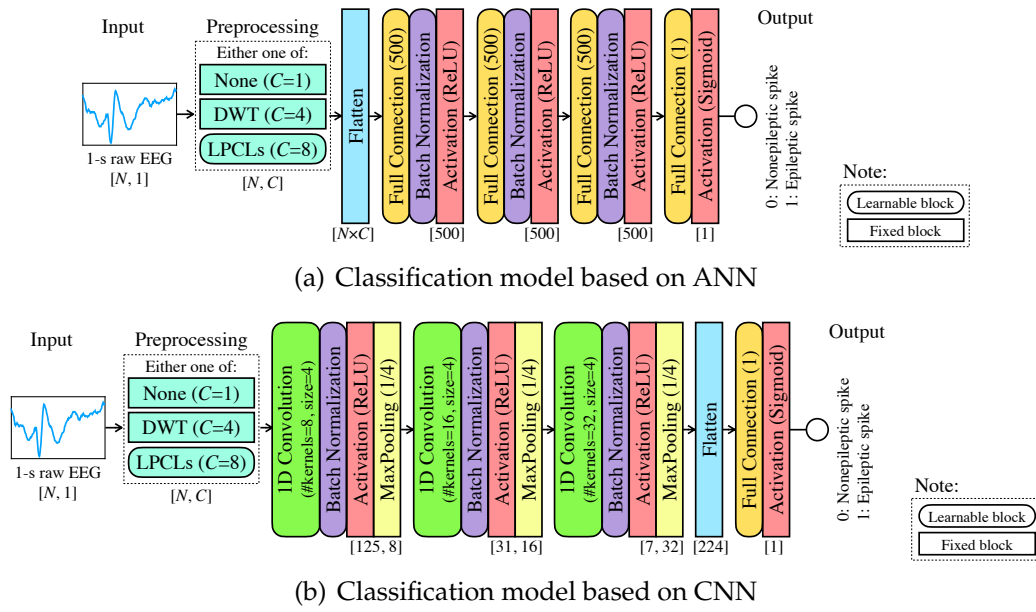 Input
Preprocessing
Output
Either one of:
None (C=1)
DWT (C=4)
LPCLs (C=8)
1-s raw EEG
[N, 1]
[N, C]
Flatten
[N×C]
Full Connection (500)
Batch Normalization
Activation (ReLU)
[500]
Full Connection (500)
Batch Normalization
Activation (ReLU)
[500]
Full Connection (500)
Batch Normalization
Activation (ReLU)
[500]
Full Connection (1)
Activation (Sigmoid)
[1]
0: Nonepileptic spike
1: Epileptic spike
Note:
Learnable block
Fixed block
(a) Classification model based on ANN
Input
Preprocessing
Output
Either one of:
None (C=1)
DWT (C=4)
LPCLs (C=8)
1-s raw EEG
[N, 1]
[N, C]
1D Convolution
(#kernels=8, size=4)
Batch Normalization
Activation (ReLU)
MaxPooling (1/4)
[125, 8]
1D Convolution
(#kernels=16, size=4)
Batch Normalization
Activation (ReLU)
MaxPooling (1/4)
[31, 16]
1D Convolution
(#kernels=32, size=4)
Batch Normalization
Activation (ReLU)
MaxPooling (1/4)
[7, 32]
Flatten
[224]
Full Connection (1)
Activation (Sigmoid)
[1]
0: Nonepileptic spike
1: Epileptic spike
Note:
Learnable block
Fixed block
(b) Classification model based on CNN